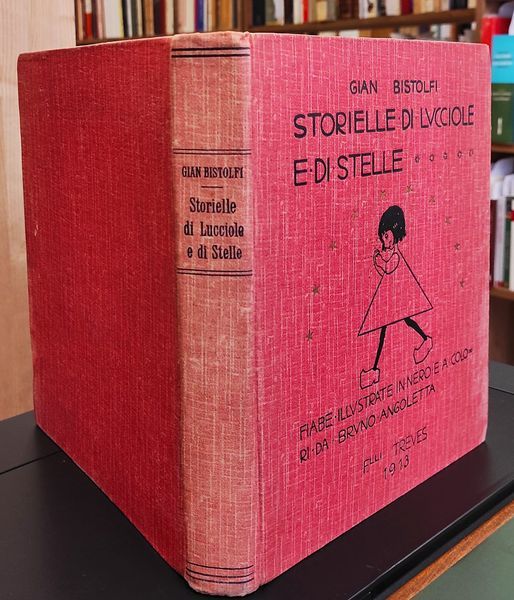 GIAN BISTOLFI
Storielle
di Lucciole
e di Stelle
GIAN BISTOLFI
STORIELLE·DI LVCCIOLE
E·DI·STELLE
FIABE·ILLVSTRATE IN·NERO E A COLO=
RI·DA BRVNO ANGOLETTA
F.LLI TREVES
1913